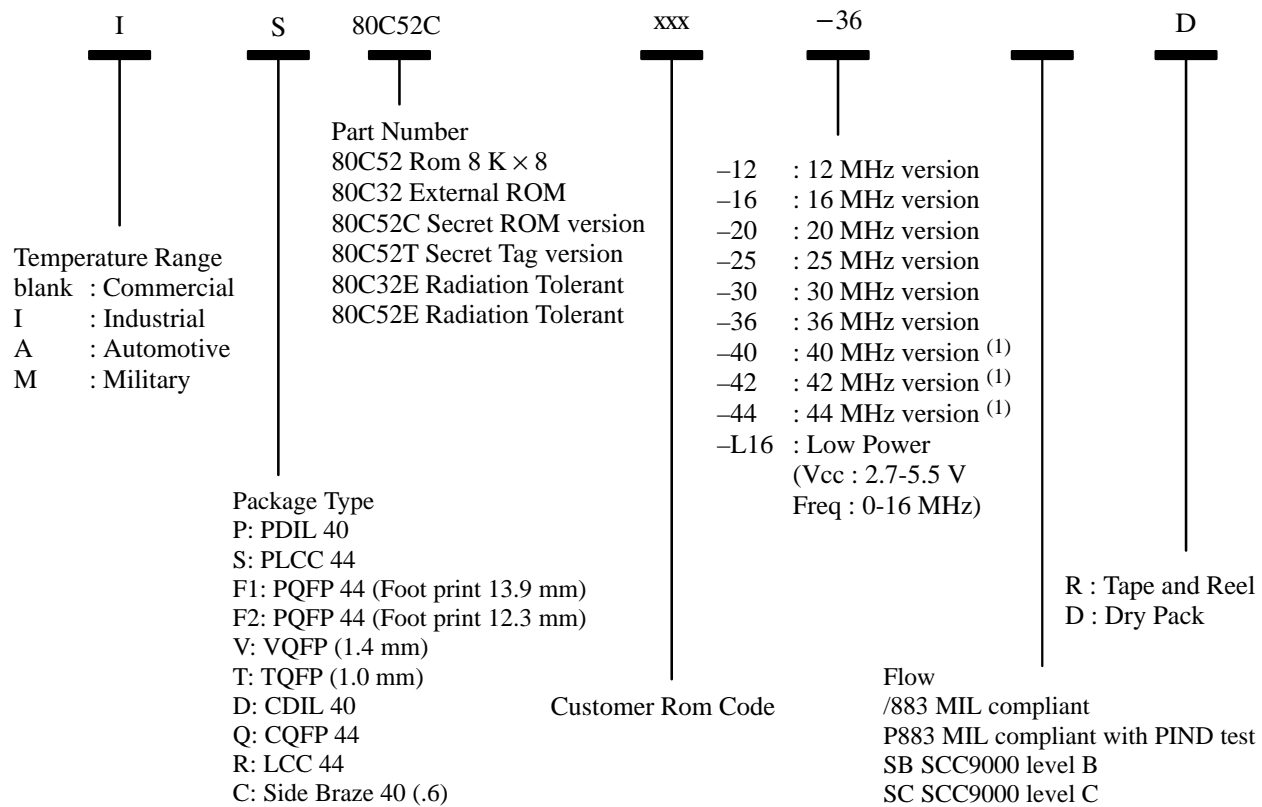 I S 80C52C xxx −36 D
Part Number
80C52 Rom 8 K × 8
80C32 External ROM
80C52C Secret ROM version
80C52T Secret Tag version
80C32E Radiation Tolerant
80C52E Radiation Tolerant
–12 : 12 MHz version
–16 : 16 MHz version
–20 : 20 MHz version
–25 : 25 MHz version
–30 : 30 MHz version
–36 : 36 MHz version
–40 : 40 MHz version (1)
–42 : 42 MHz version (1)
–44 : 44 MHz version (1)
–L16 : Low Power
(Vcc : 2.7-5.5 V
Freq : 0-16 MHz)
Temperature Range
blank : Commercial
I : Industrial
A : Automotive
M : Military
Package Type
P: PDIL 40
S: PLCC 44
F1: PQFP 44 (Foot print 13.9 mm)
F2: PQFP 44 (Foot print 12.3 mm)
V: VQFP (1.4 mm)
T: TQFP (1.0 mm)
D: CDIL 40
Q: CQFP 44
R: LCC 44
C: Side Braze 40 (.6)
Customer Rom Code
R : Tape and Reel
D : Dry Pack
Flow
/883 MIL compliant
P883 MIL compliant with PIND test
SB SCC9000 level B
SC SCC9000 level C